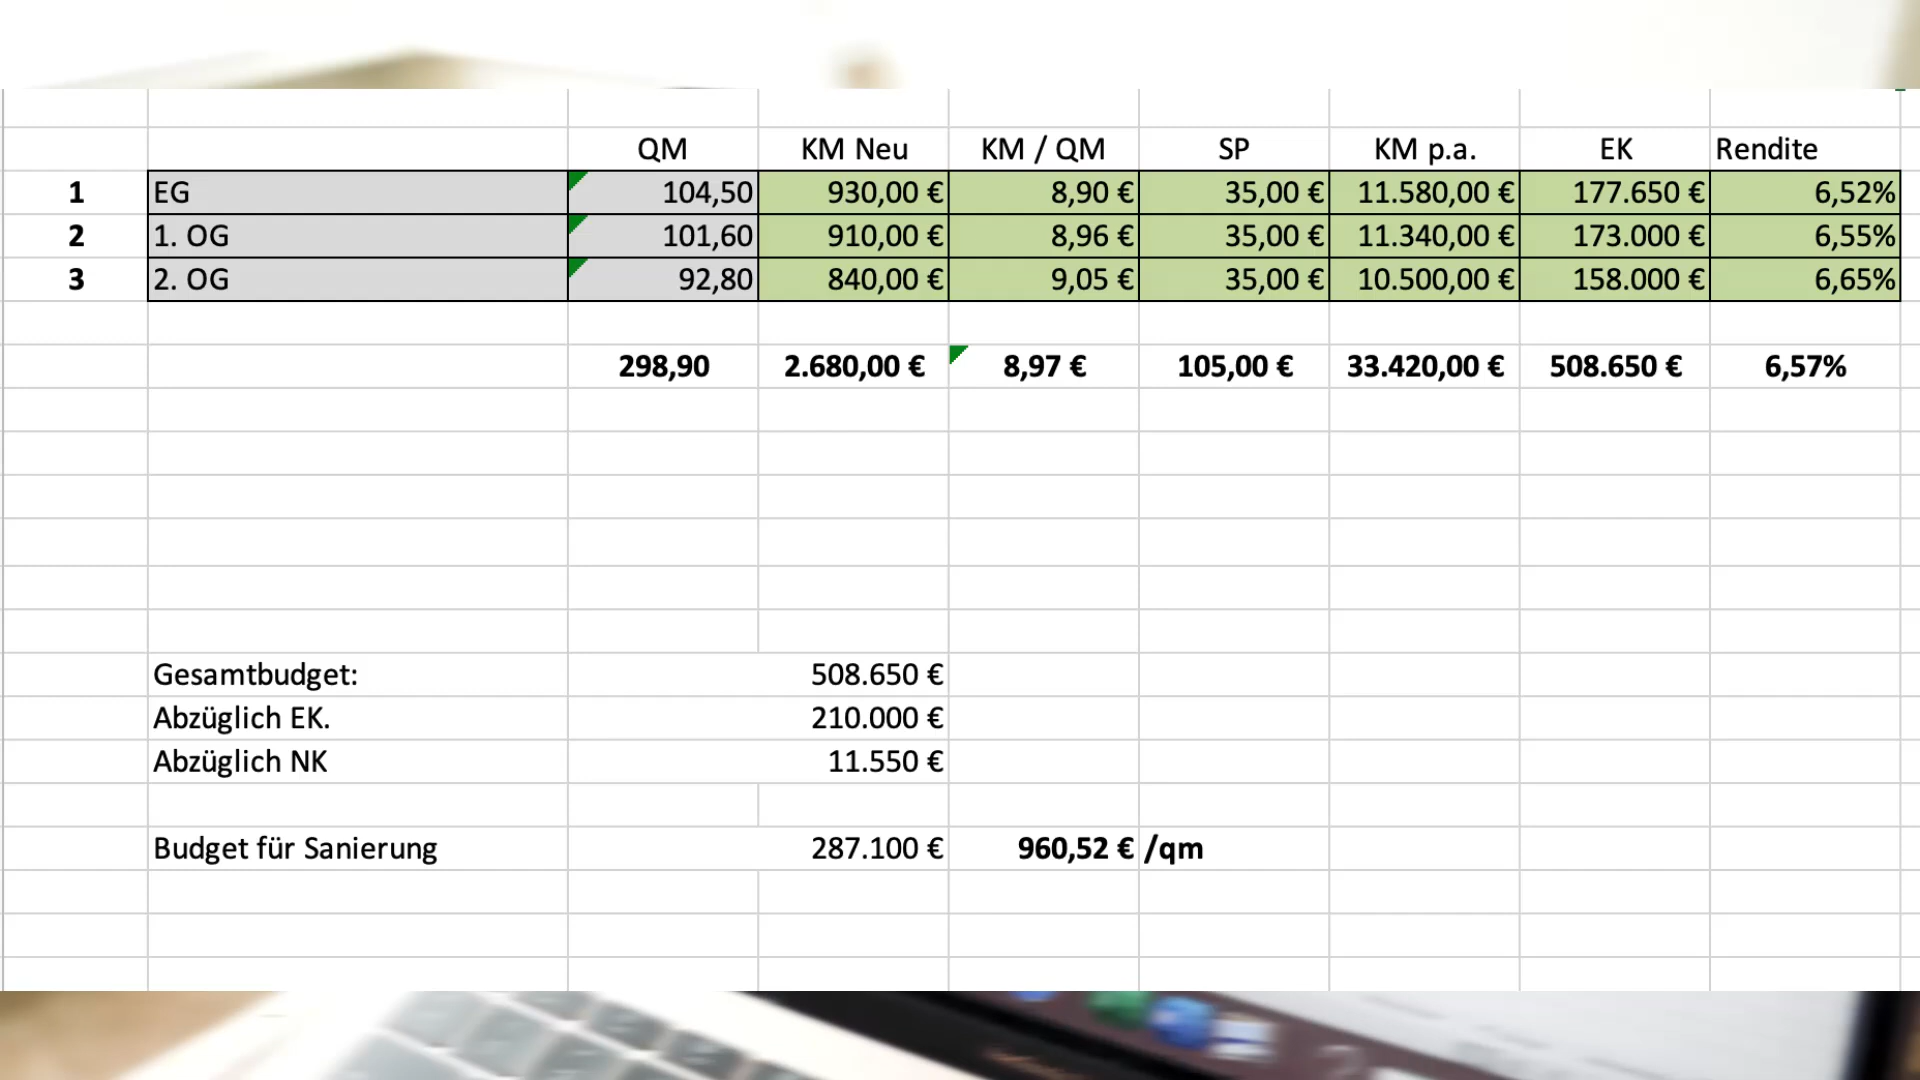 QM KM Neu KM / QM SP KM p.a. EK Rendite
1 EG 104,50 930,00 € 8,90 € 35,00 € 11.580,00 € 177.650 € 6,52%
2 1. OG 101,60 910,00 € 8,96 € 35,00 € 11.340,00 € 173.000 € 6,55%
3 2. OG 92,80 840,00 € 9,05 € 35,00 € 10.500,00 € 158.000 € 6,65%
298,90 2.680,00 € 8,97 € 105,00 € 33.420,00 € 508.650 € 6,57%
Gesamtbudget: 508.650 €
Abzüglich EK. 210.000 €
Abzüglich NK 11.550 €
Budget für Sanierung 287.100 € 960,52 € /qm